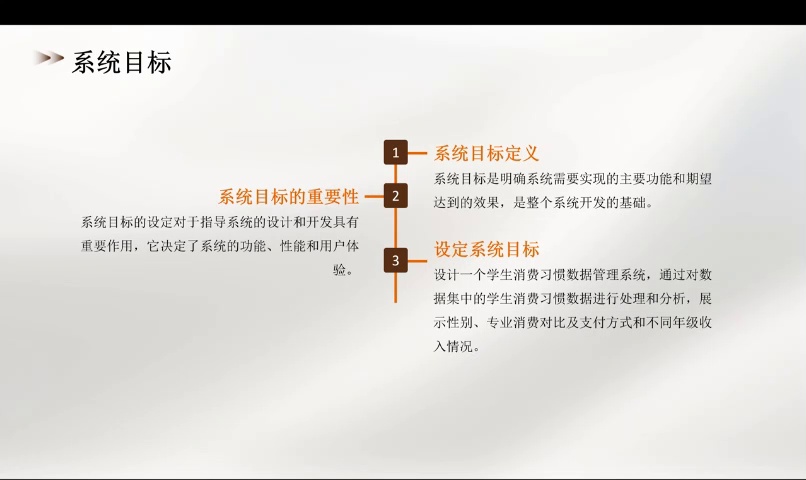 系统目标
1
系统目标定义
系统目标是明确系统需要实现的主要功能和期望
达到的效果，是整个系统开发的基础。
系统目标的重要性
2
系统目标的设定对于指导系统的设计和开发具有
重要作用，它决定了系统的功能、性能和用户体
验。
3
设定系统目标
设计一个学生消费习惯数据管理系统，通过对数
据集中的学生消费习惯数据进行处理和分析，展
示性别、专业消费对比及支付方式和不同年级收
入情况。